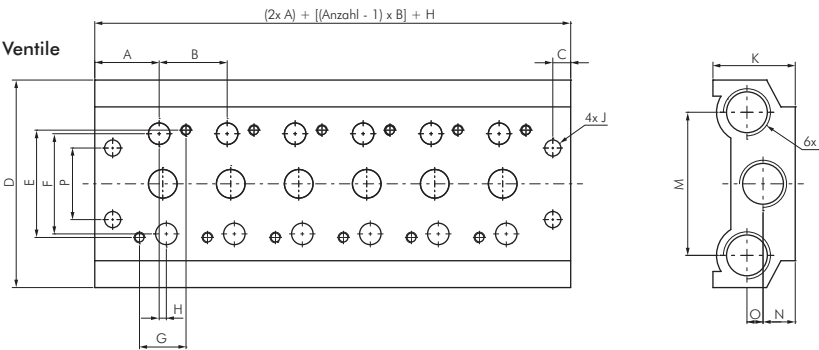 (2x A) + [(Anzahl - 1) x B] + H
Ventile
A
B
C
K
4x J
6x
D
E
F
P
M
H
G
O
N